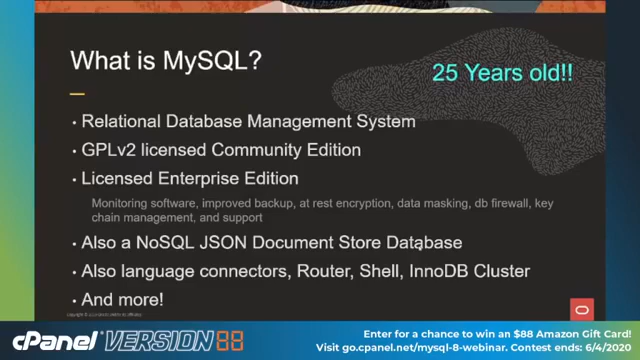 What is MySQL?
25 Years old!!
• Relational Database Management System
• GPLv2 licensed Community Edition
• Licensed Enterprise Edition
Monitoring software, improved backup, at rest encryption, data masking, db firewall, key
chain management, and support
• Also a NoSQL JSON Document Store Database
• Also language connectors, Router, Shell, InnoDB Cluster
• And more!
Copyright © 2020 Oracle
cPanel® VERSION 88
Enter for a chance to win an $88 Amazon Gift Card!
Visit go.cpanel.net/mysql-8-webinar. Contest ends: 6/4/2020